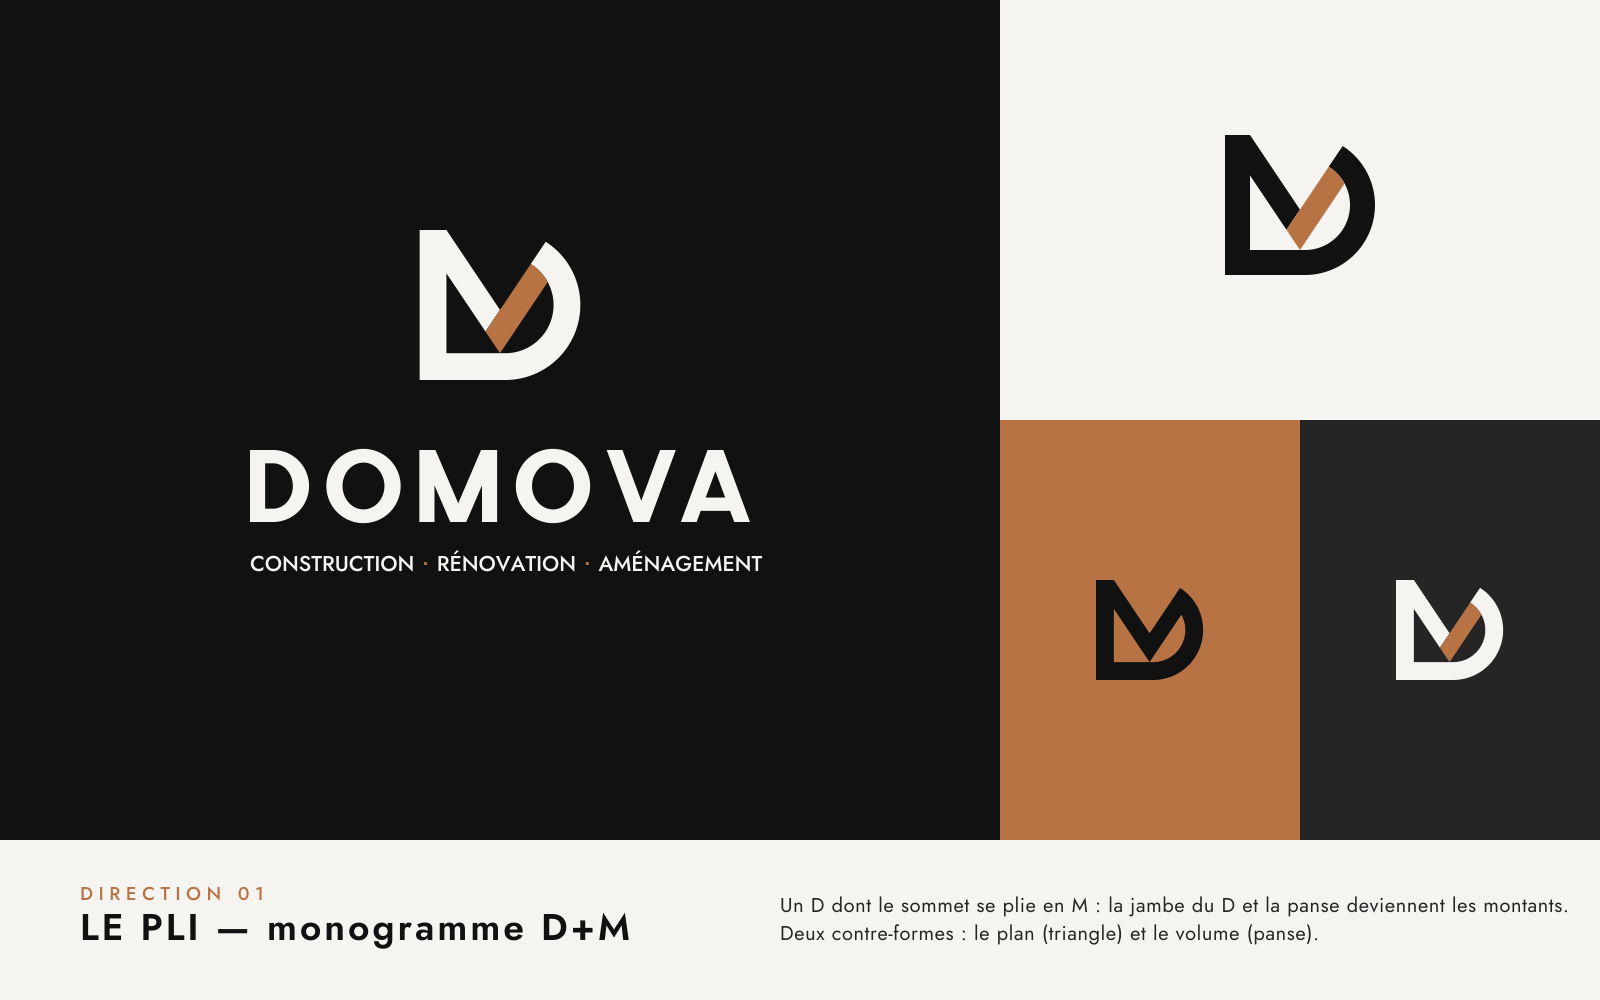 DOMOVA
CONSTRUCTION · RÉNOVATION · AMÉNAGEMENT
DIRECTION 01
LE PLI — monogramme D+M
Un D dont le sommet se plie en M : la jambe du D et la panse deviennent les montants.
Deux contre-formes : le plan (triangle) et le volume (panse).